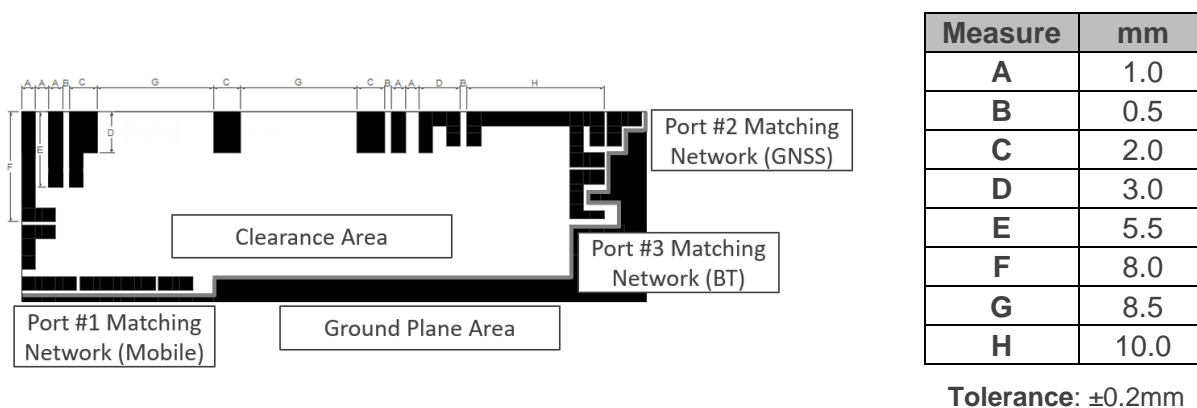 A A A B C G C G C B A A D B H
D
E
F
Port #2 Matching
Network (GNSS)
Clearance Area
Port #3 Matching
Network (BT)
Port #1 Matching
Network (Mobile)
Ground Plane Area
Measure mm
A 1.0
B 0.5
C 2.0
D 3.0
E 5.5
F 8.0
G 8.5
H 10.0
Tolerance: ±0.2mm